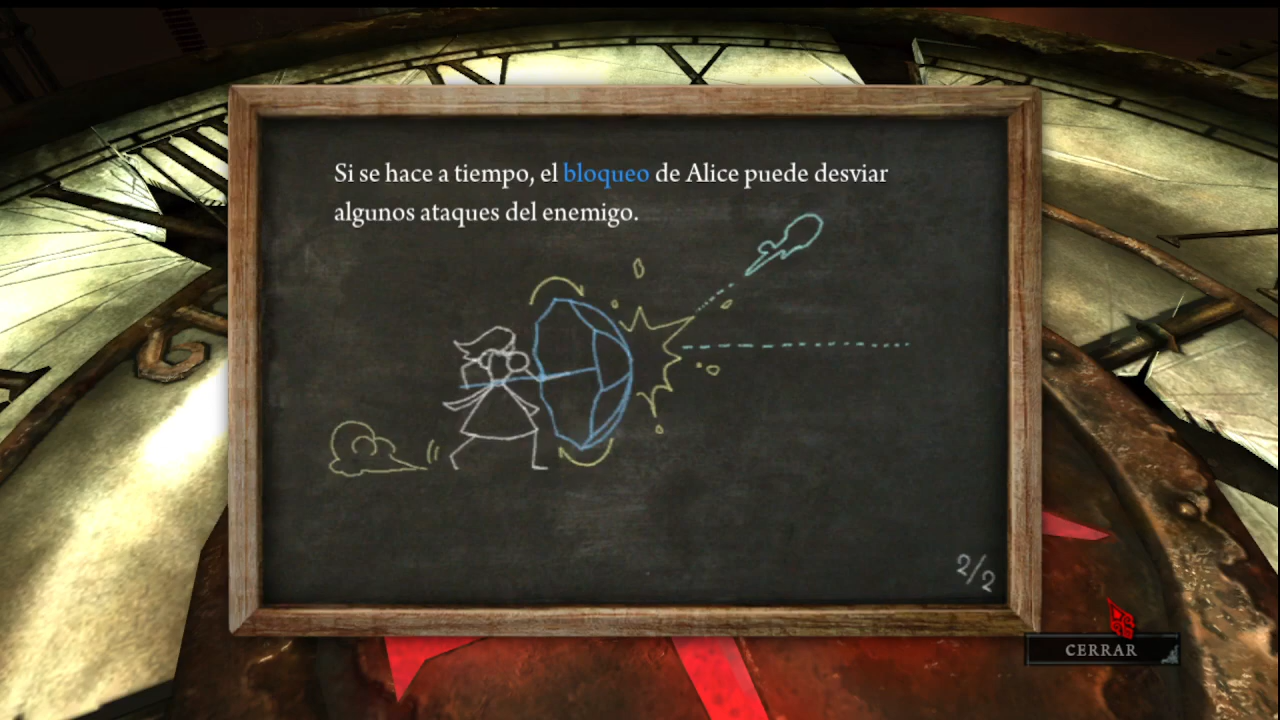 Si se hace a tiempo, el bloqueo de Alice puede desviar
algunos ataques del enemigo.
2/2
CERRAR